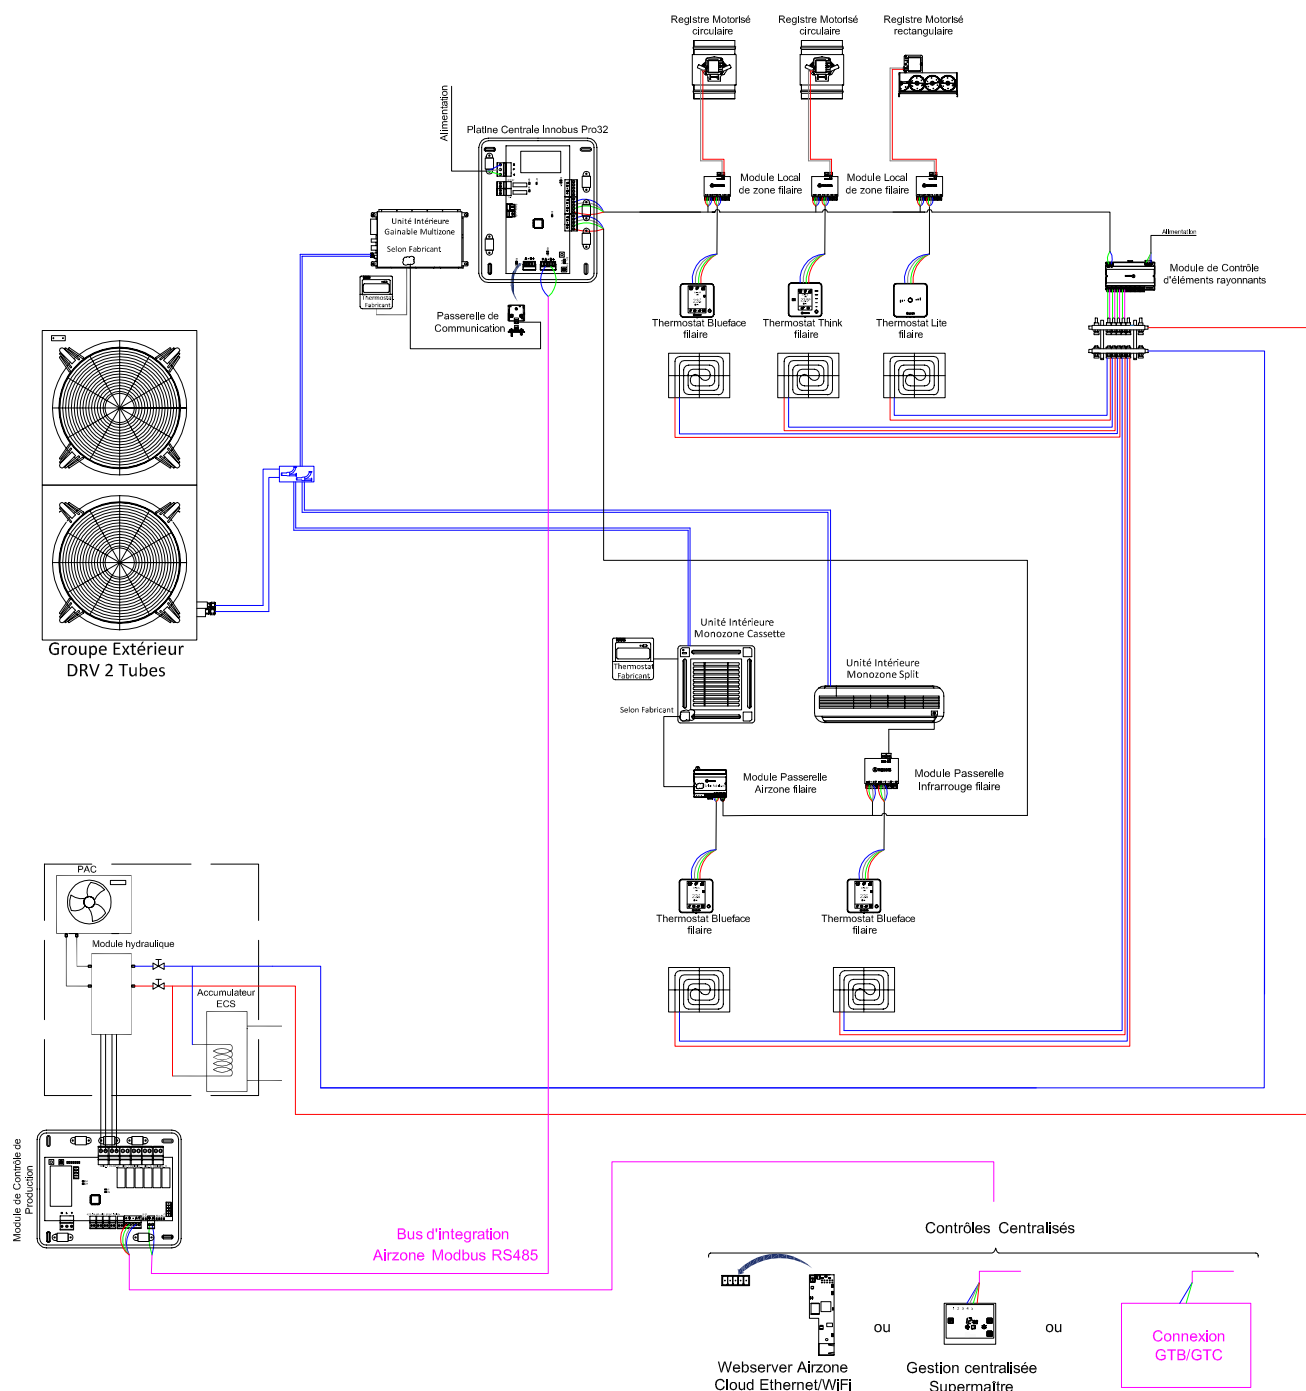 Registre Motorisé
circulaire
Registre Motorisé
circulaire
Registre Motorisé
rectangulaire
Alimentation
Platine Centrale Innobus Pro32
Module Local
de zone filaire
Module Local
de zone filaire
Unité Intérieure
Gainable Multizone
Selon Fabricant
Alimentation
Module de Contrôle
d'éléments rayonnants
Thermostat
Fabricant
Passerelle de
Communication
Thermostat Blueface
filaire
Thermostat Think
filaire
Thermostat Lite
filaire
Groupe Extérieur
DRV 2 Tubes
Unité Intérieure
Monozone Cassette
Thermostat
Fabricant
Unité Intérieure
Monozone Split
Selon Fabricant
Module Passerelle
Airzone filaire
Module Passerelle
Infrarrouge filaire
PAC
Thermostat Blueface
filaire
Thermostat Blueface
filaire
Module hydraulique
Accumulateur
ECS
Module de Contrôle de
Production
Bus d'integration
Airzone Modbus RS485
Contrôles Centralisés
ou
ou
Connexion
GTB/GTC
Webserver Airzone
Cloud Ethernet/WiFi
Gestion centralisée
Supermaître